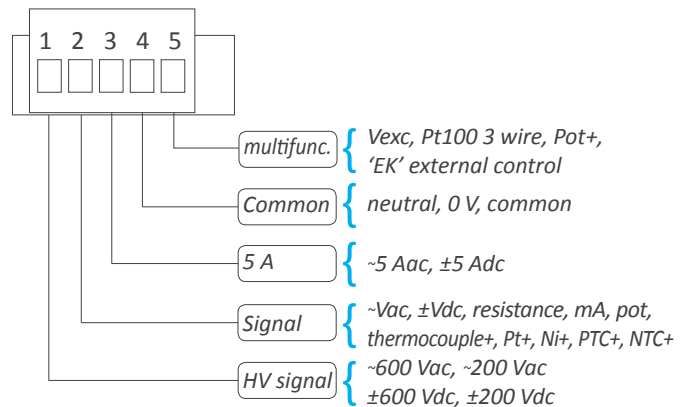 1 2 3 4 5
multifunc.
Vexc, Pt100 3 wire, Pot+,
‘EK’ external control
Common
neutral, 0 V, common
5 A
~5 Aac, ±5 Adc
Signal
~Vac, ±Vdc, resistance, mA, pot,
thermocouple+, Pt+, Ni+, PTC+, NTC+
HV signal
~600 Vac, ~200 Vac
±600 Vdc, ±200 Vdc